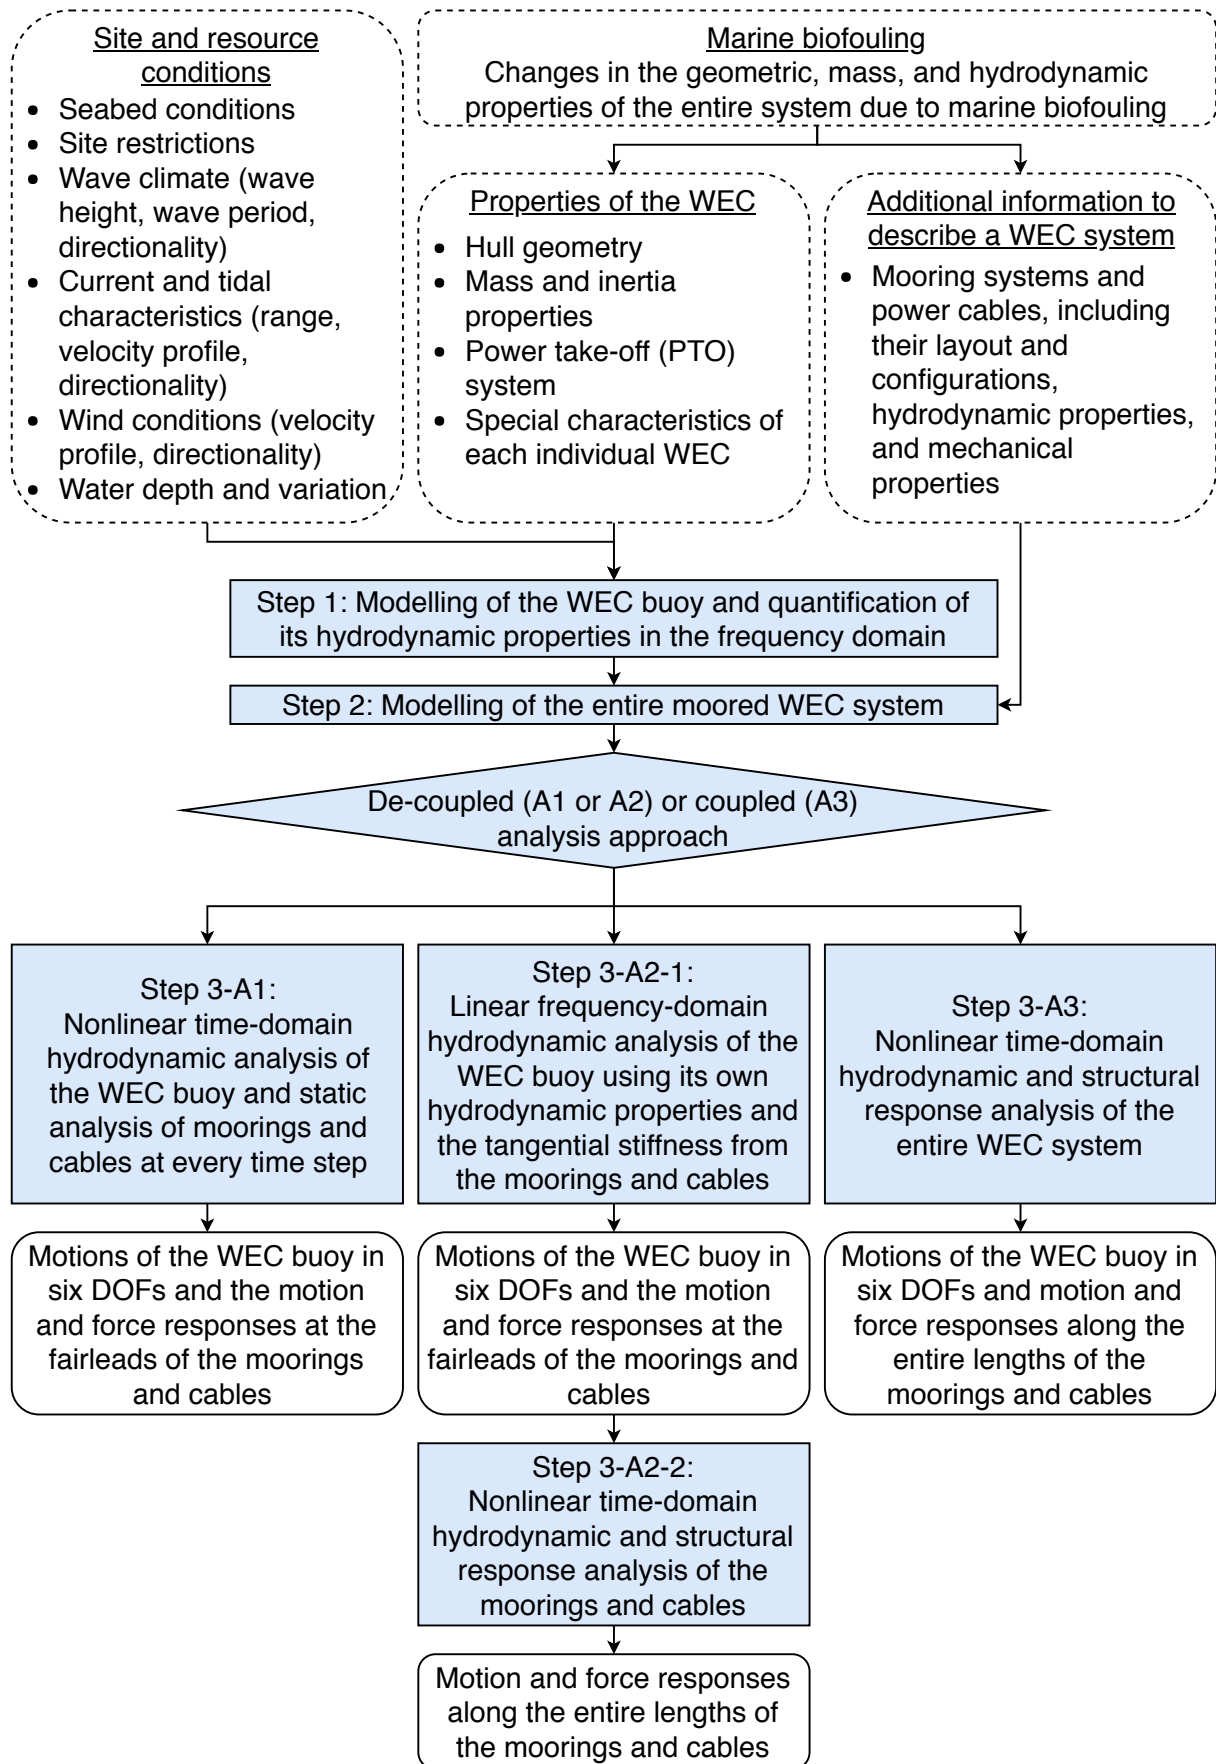 Site and resource
conditions
• Seabed conditions
• Site restrictions
• Wave climate (wave
height, wave period,
directionality)
• Current and tidal
characteristics (range,
velocity profile,
directionality)
• Wind conditions (velocity
profile, directionality)
• Water depth and variation
Marine biofouling
Changes in the geometric, mass, and hydrodynamic
properties of the entire system due to marine biofouling
Properties of the WEC
• Hull geometry
• Mass and inertia
properties
• Power take-off (PTO)
system
• Special characteristics of
each individual WEC
Additional information to
describe a WEC system
• Mooring systems and
power cables, including
their layout and
configurations,
hydrodynamic properties,
and mechanical
properties
Step 1: Modelling of the WEC buoy and quantification of
its hydrodynamic properties in the frequency domain
Step 2: Modelling of the entire moored WEC system
De-coupled (A1 or A2) or coupled (A3)
analysis approach
Step 3-A1:
Nonlinear time-domain
hydrodynamic analysis of
the WEC buoy and static
analysis of moorings and
cables at every time step
Step 3-A2-1:
Linear frequency-domain
hydrodynamic analysis of the
WEC buoy using its own
hydrodynamic properties and
the tangential stiffness from
the moorings and cables
Step 3-A3:
Nonlinear time-domain
hydrodynamic and structural
response analysis of the
entire WEC system
Motions of the WEC buoy in
six DOFs and the motion
and force responses at the
fairleads of the moorings
and cables
Motions of the WEC buoy in
six DOFs and the motion
and force responses at the
fairleads of the moorings and
cables
Motions of the WEC buoy in
six DOFs and motion and
force responses along the
entire lengths of the
moorings and cables
Step 3-A2-2:
Nonlinear time-domain
hydrodynamic and structural
response analysis of the
moorings and cables
Motion and force responses
along the entire lengths of
the moorings and cables